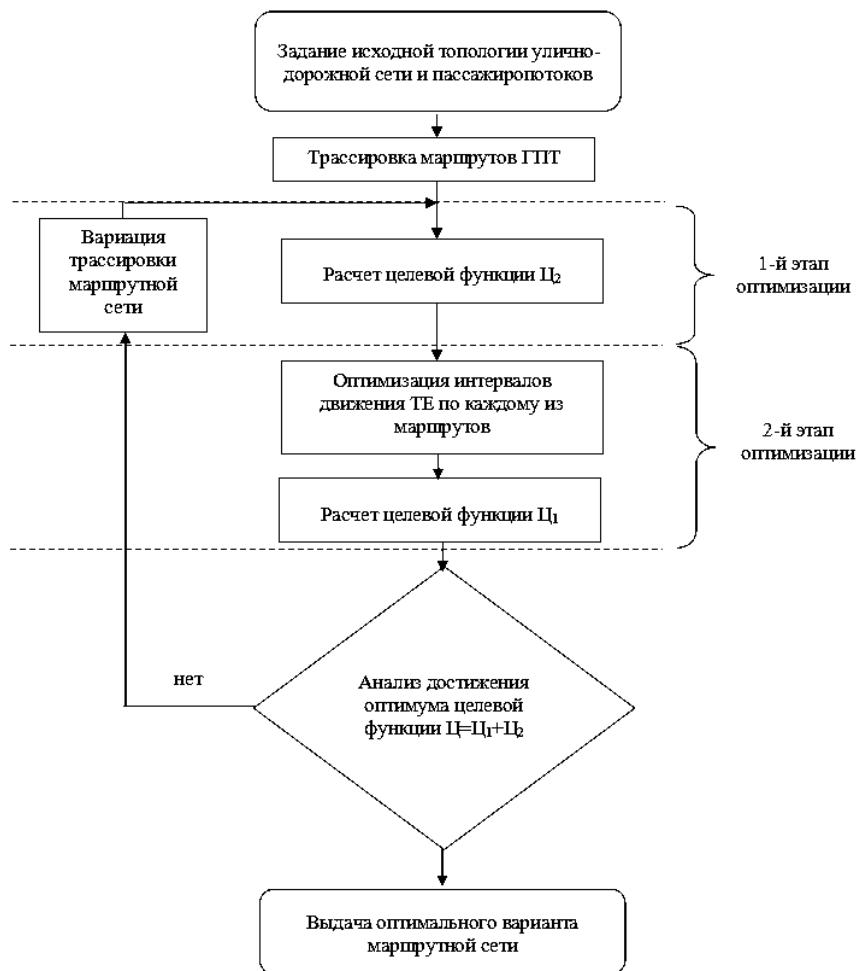 Задание исходной топологии улично-
дорожной сети и пассажиропотоков
Трассировка маршрутов ГПТ
Вариация
трассировки
маршрутной
сети
Расчет целевой функции Ц₂
1-й этап
оптимизации
Оптимизация интервалов
движения ТЕ по каждому из
маршрутов
2-й этап
оптимизации
Расчет целевой функции Ц₁
нет
Анализ достижения
оптимума целевой
функции Ц=Ц₁+Ц₂
Выдача оптимального варианта
маршрутной сети